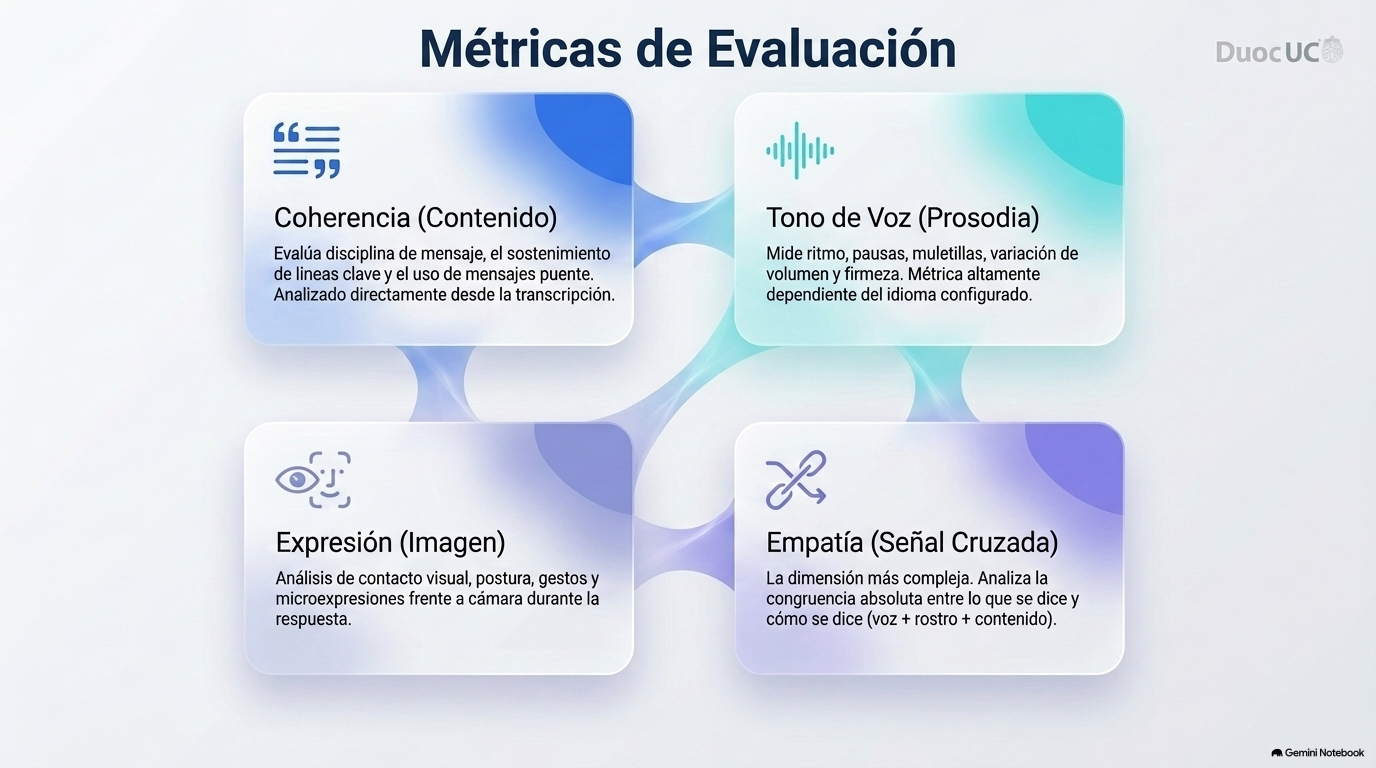 Métricas de Evaluación
Duoc UC
Coherencia (Contenido)
Evalúa disciplina de mensaje, el sostenimiento
de lineas clave y el uso de mensajes puente.
Analizado directamente desde la transcripción.
Tono de Voz (Prosodia)
Mide ritmo, pausas, muletillas, variación de
volumen y firmeza. Métrica altamente
dependiente del idioma configurado.
Expresión (Imagen)
Análisis de contacto visual, postura, gestos y
microexpresiones frente a cámara durante la
respuesta.
Empatía (Señal Cruzada)
La dimensión más compleja. Analiza la
congruencia absoluta entre lo que se dice y
cómo se dice (voz + rostro + contenido).
Gemini Notebook